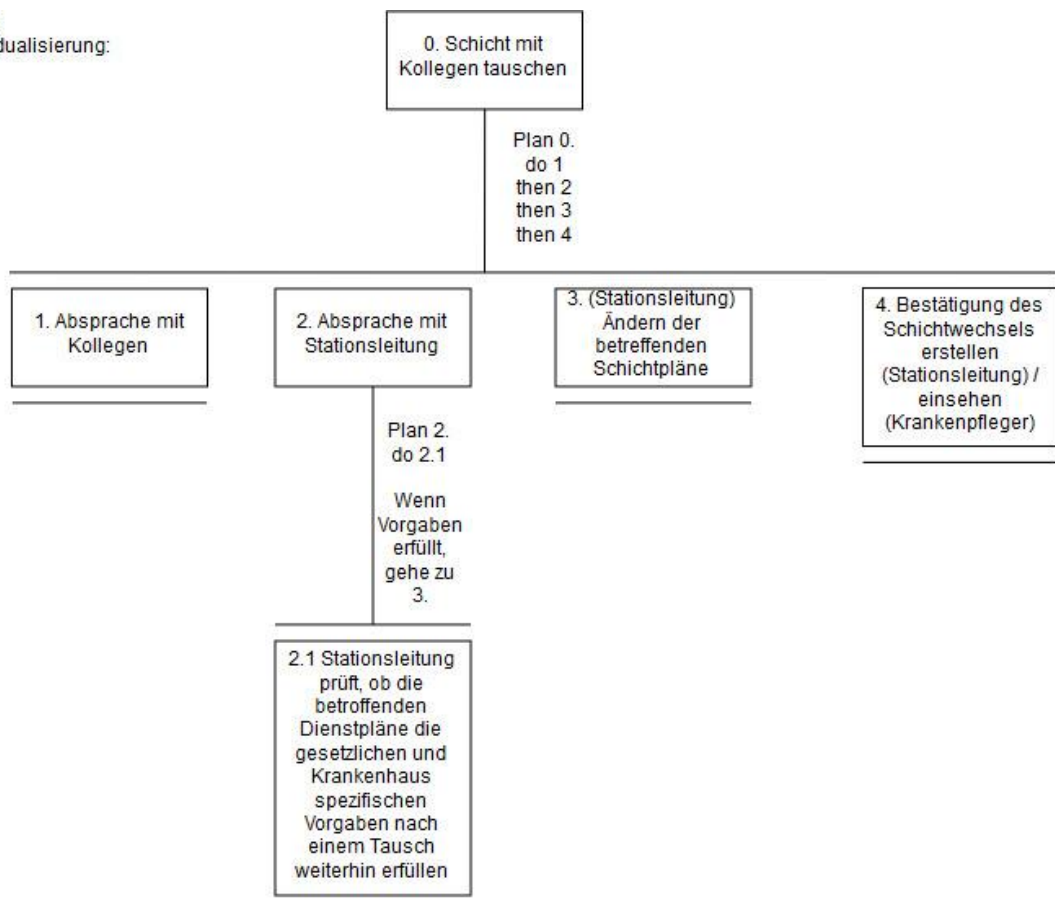 dualisierung:
0. Schicht mit
Kollegen tauschen
Plan 0.
do 1
then 2
then 3
then 4
1. Absprache mit
Kollegen
2. Absprache mit
Stationsleitung
3. (Stationsleitung)
Ändern der
betreffenden
Schichtpläne
4. Bestätigung des
Schichtwechsels
erstellen
(Stationsleitung) /
einsehen
(Krankenpfleger)
Plan 2.
do 2.1
Wenn
Vorgaben
erfüllt,
gehe zu
3.
2.1 Stationsleitung
prüft, ob die
betroffenden
Dienstpläne die
gesetzlichen und
Krankenhaus
spezifischen
Vorgaben nach
einem Tausch
weiterhin erfüllen